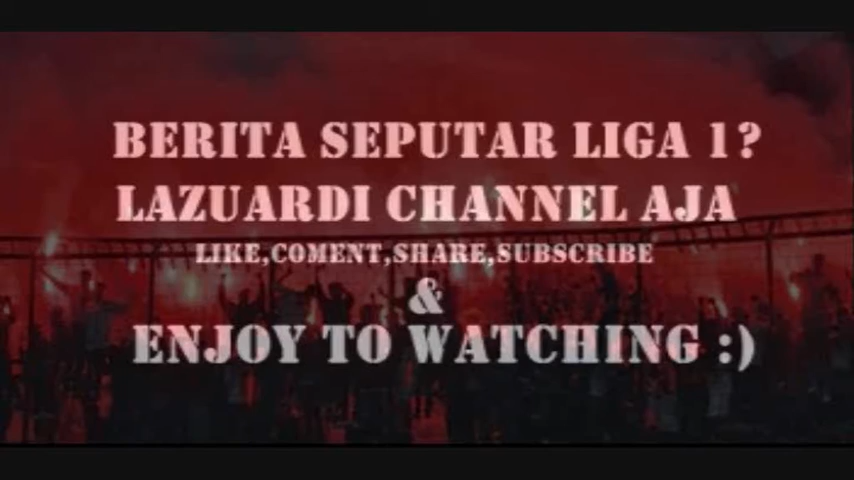 BERITA SEPUTAR LIGA 1?
LAZUARDI CHANNEL AJA
LIKE,COMENT,SHARE,SUBSCRIBE
&
ENJOY TO WATCHING :)